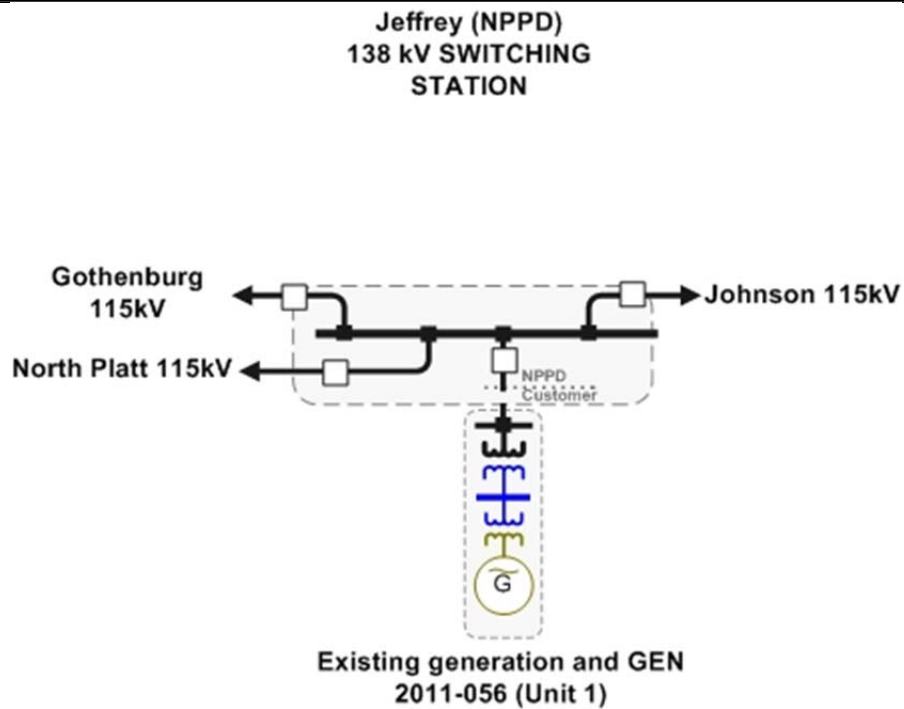 Jeffrey (NPPD)
138 kV SWITCHING
STATION
Gothenburg
115kV
Johnson 115kV
North Platt 115kV
NPPD
Customer
G
Existing generation and GEN
2011-056 (Unit 1)